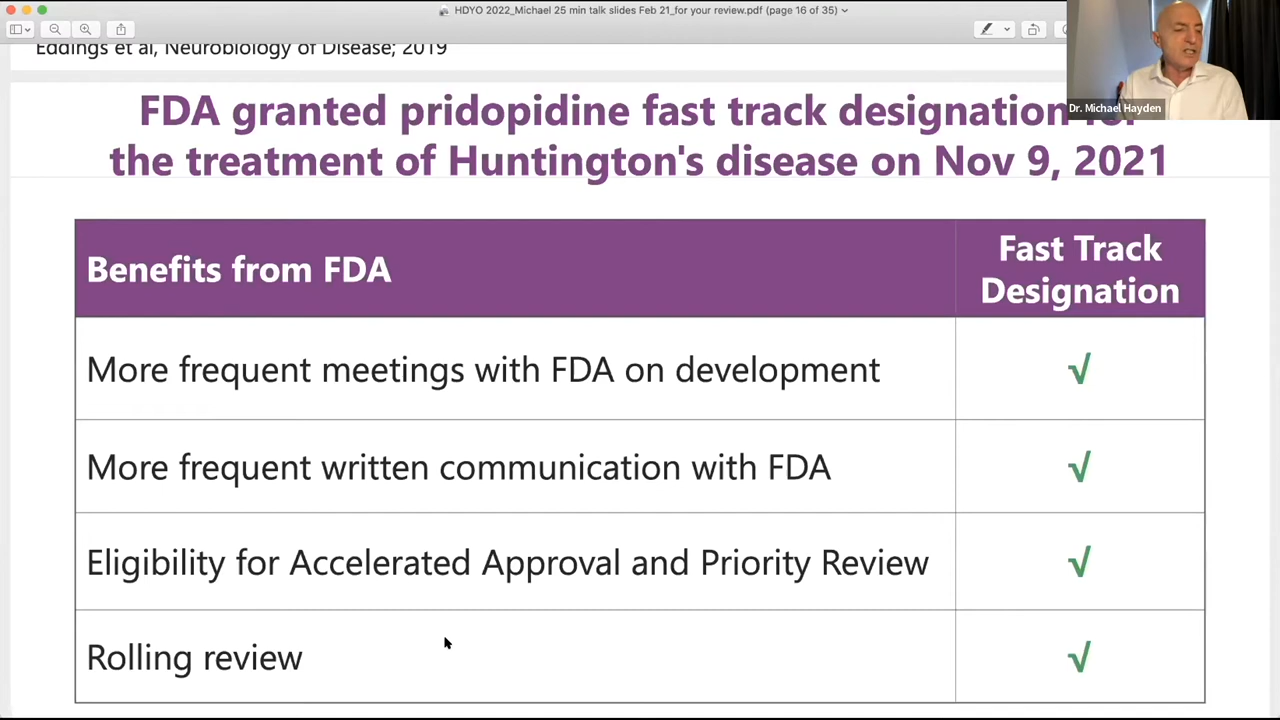 HDYO 2022_Michael 25 min talk slides Feb 21_for your review.pdf (page 16 of 35)
Eddings et al, Neurobiology of Disease; 2019
Dr. Michael Hayden
FDA granted pridopidine fast track designation for
the treatment of Huntington's disease on Nov 9, 2021
Benefits from FDA
Fast Track
Designation
More frequent meetings with FDA on development √
More frequent written communication with FDA √
Eligibility for Accelerated Approval and Priority Review √
Rolling review √